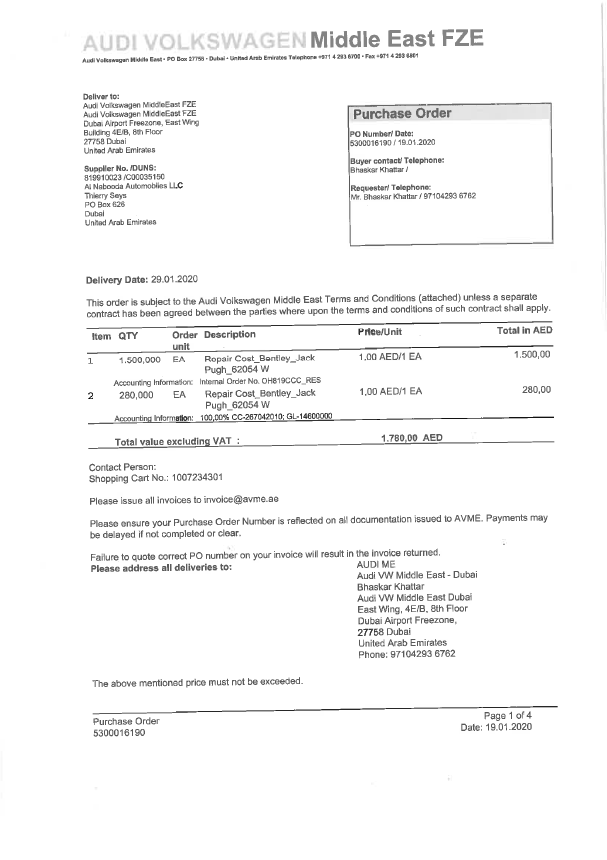 AUDI VOLKSWAGEN Middle East FZE
Audi Volkswagen Middle East • PO Box 27758 • Dubai • United Arab Emirates Telephone +971 4 293 6700 • Fax +971 4 293 6801
Deliver to:
Audi Volkswagen MiddleEast FZE
Audi Volkswagen MiddleEast FZE
Dubai Airport Freezone, East Wing
Building 4E/B, 8th Floor
27758 Dubai
United Arab Emirates
Supplier No. /DUNS:
819910023 /C00035150
Al Nabooda Automoblies LLC
Thierry Seys
PO Box 626
Dubai
United Arab Emirates
Purchase Order
PO Number/ Date:
5300016190 / 19.01.2020
Buyer contact/ Telephone:
Bhaskar Khattar /
Requester/ Telephone:
Mr. Bhaskar Khattar / 97104293 6762
Delivery Date: 29.01.2020
This order is subject to the Audi Volkswagen Middle East Terms and Conditions (attached) unless a separate
contract has been agreed between the parties where upon the terms and conditions of such contract shall apply.
Item QTY Order unit Description Price/Unit Total in AED
1 1.500,000 EA Repair Cost_Bentley_Jack 1,00 AED/1 EA 1.500,00
Pugh_62054 W
Accounting Information: Internal Order No. OH819CCC_RES
2 280,000 EA Repair Cost_Bentley_Jack 1,00 AED/1 EA 280,00
Pugh_62054 W
Accounting Information: 100,00% CC-267042010; GL-14600000
Total value excluding VAT : 1.780,00 AED
Contact Person:
Shopping Cart No.: 1007234301
Please issue all invoices to invoice@avme.ae
Please ensure your Purchase Order Number is reflected on all documentation issued to AVME. Payments may
be delayed if not completed or clear.
Failure to quote correct PO number on your invoice will result in the invoice returned.
Please address all deliveries to:
AUDI ME
Audi VW Middle East - Dubai
Bhaskar Khattar
Audi VW Middle East Dubai
East Wing, 4E/B, 8th Floor
Dubai Airport Freezone,
27758 Dubai
United Arab Emirates
Phone: 97104293 6762
The above mentioned price must not be exceeded.
Purchase Order
5300016190
Page 1 of 4
Date: 19.01.2020